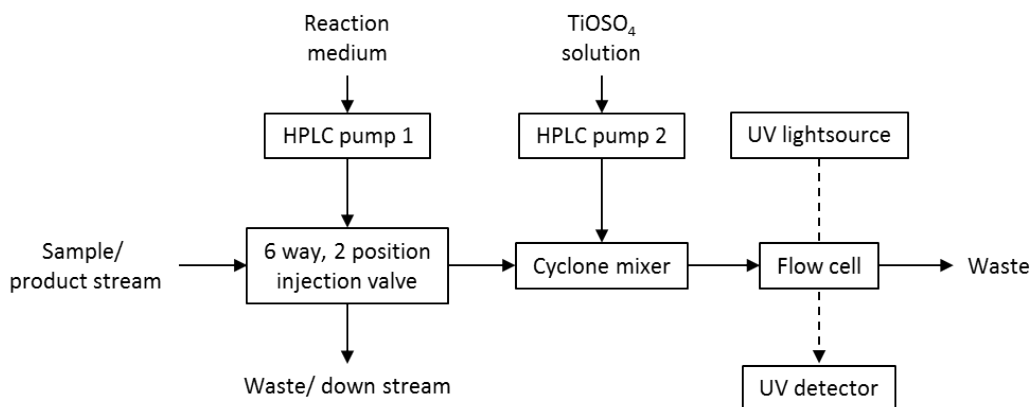 Reaction
medium
TiOSO₄
solution
HPLC pump 1
HPLC pump 2
UV lightsource
Sample/
product stream
6 way, 2 position
injection valve
Cyclone mixer
Flow cell
Waste
Waste/ down stream
UV detector